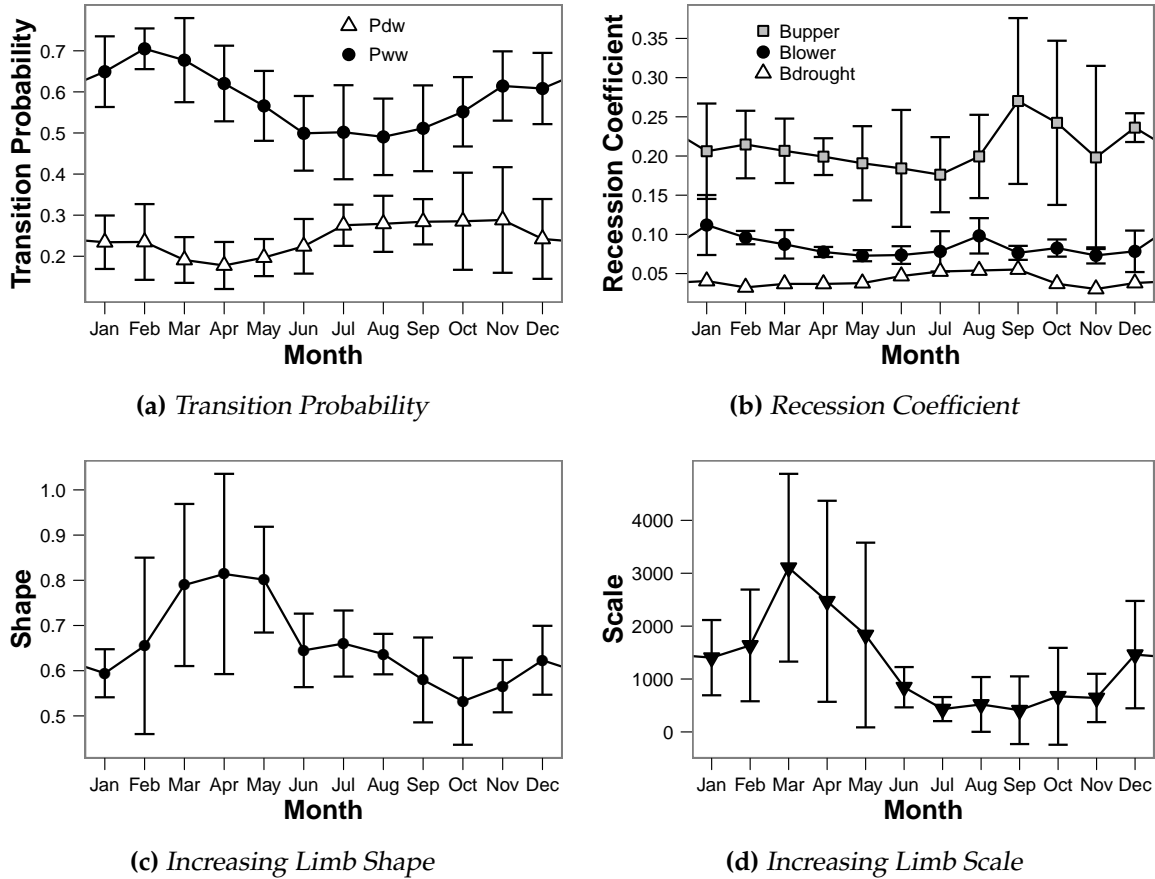 Pdw
Pww
0.7
0.6
0.5
0.4
0.3
0.2
Transition Probability
Jan Feb Mar Apr May Jun Jul Aug Sep Oct Nov Dec
Month
(a) Transition Probability
Bupper
Blower
Bdrought
0.35
0.30
0.25
0.20
0.15
0.10
0.05
Recession Coefficient
Jan Feb Mar Apr May Jun Jul Aug Sep Oct Nov Dec
Month
(b) Recession Coefficient
1.0
0.9
0.8
0.7
0.6
0.5
Shape
Jan Feb Mar Apr May Jun Jul Aug Sep Oct Nov Dec
Month
(c) Increasing Limb Shape
4000
3000
2000
1000
0
Scale
Jan Feb Mar Apr May Jun Jul Aug Sep Oct Nov Dec
Month
(d) Increasing Limb Scale